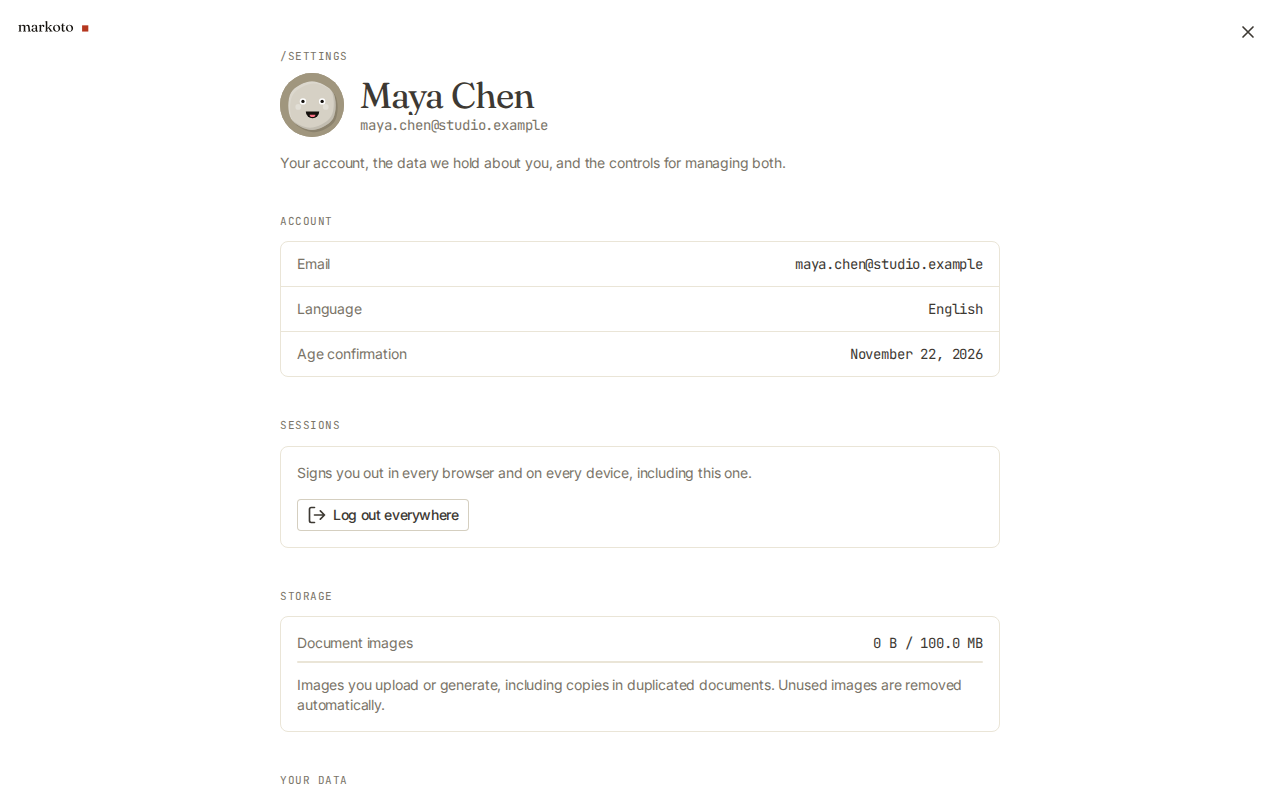 markoto
/SETTINGS
Maya Chen
maya.chen@studio.example
Your account, the data we hold about you, and the controls for managing both.
ACCOUNT
Email
maya.chen@studio.example
Language
English
Age confirmation
November 22, 2026
SESSIONS
Signs you out in every browser and on every device, including this one.
Log out everywhere
STORAGE
Document images
0 B / 100.0 MB
Images you upload or generate, including copies in duplicated documents. Unused images are removed
automatically.
YOUR DATA